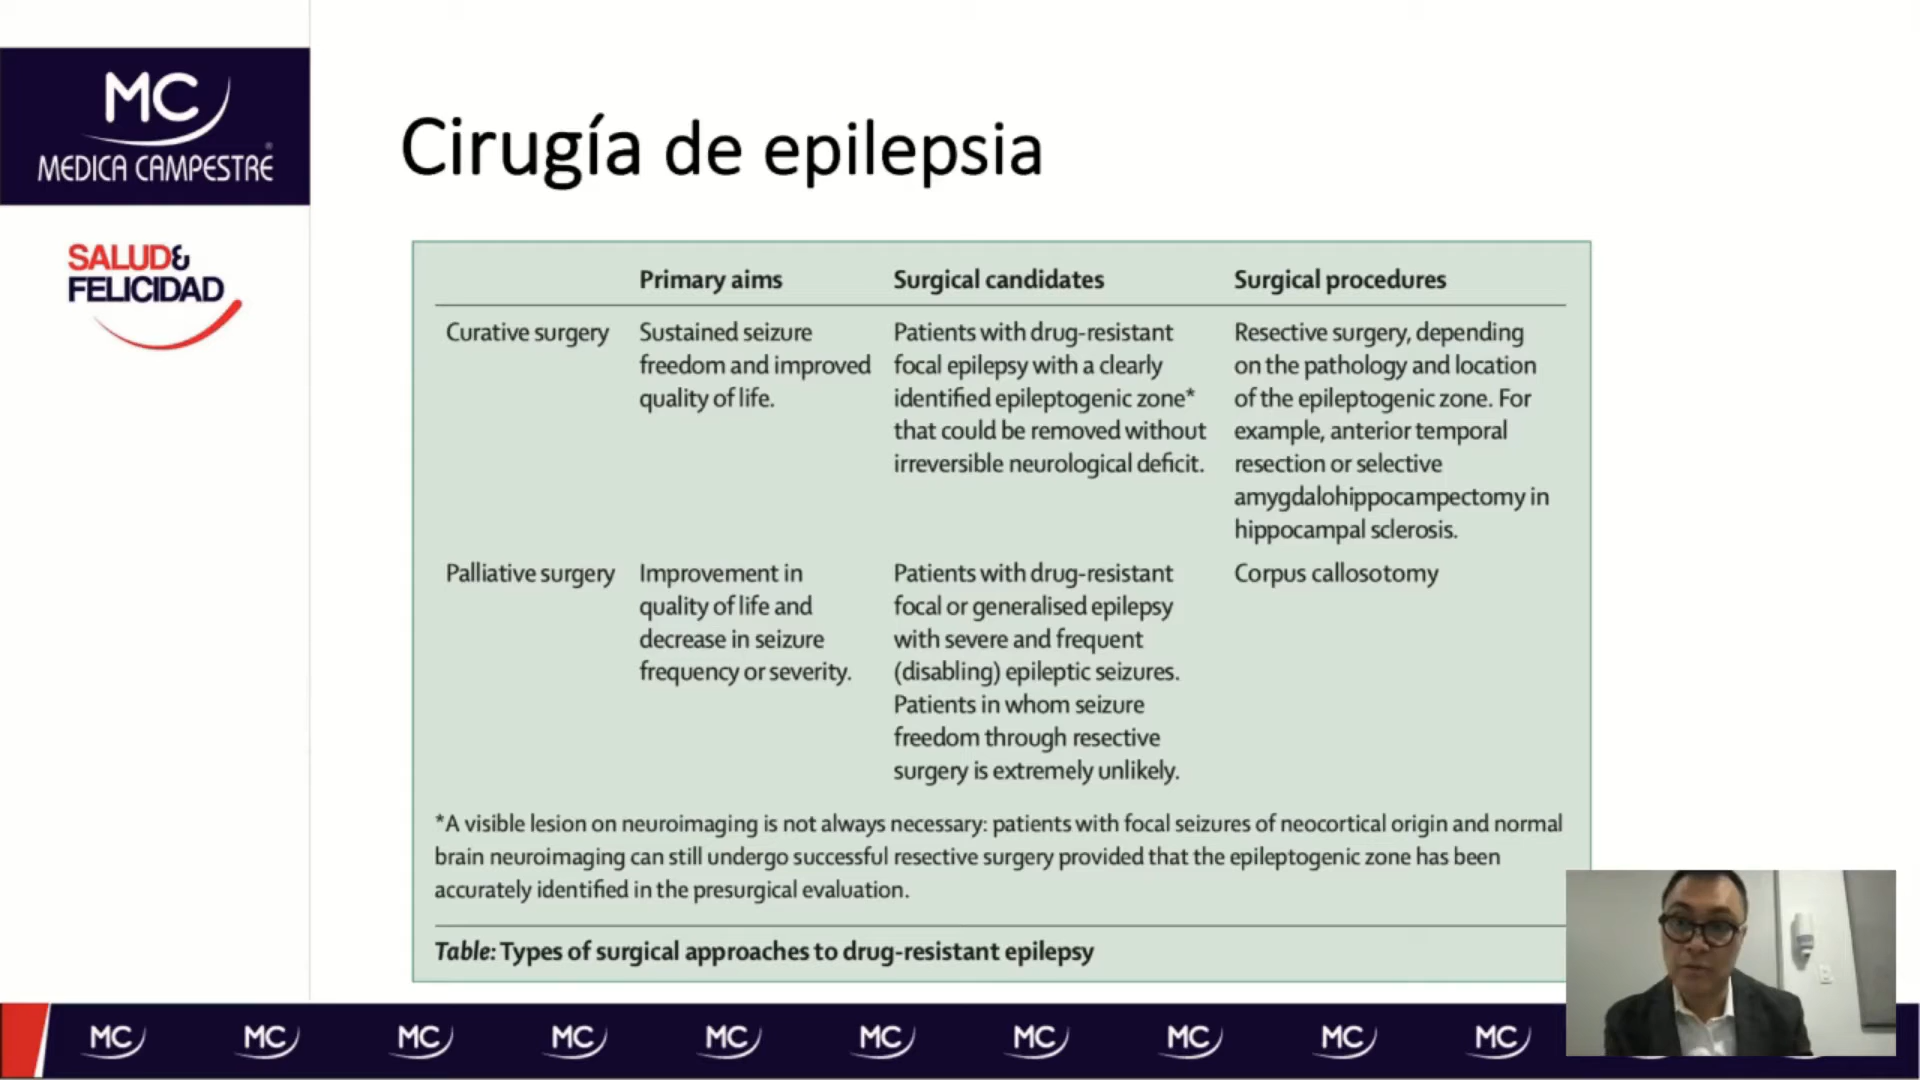 MC
MEDICA CAMPESTRE®
SALUD&
FELICIDAD
Cirugía de epilepsia
Primary aims Surgical candidates Surgical procedures
Curative surgery Sustained seizure Patients with drug-resistant Resective surgery, depending
freedom and improved focal epilepsy with a clearly on the pathology and location
quality of life. identified epileptogenic zone* of the epileptogenic zone. For
that could be removed without example, anterior temporal
irreversible neurological deficit. resection or selective
amygdalohippocampectomy in
hippocampal sclerosis.
Palliative surgery Improvement in Patients with drug-resistant Corpus callosotomy
quality of life and focal or generalised epilepsy
decrease in seizure with severe and frequent
frequency or severity. (disabling) epileptic seizures.
Patients in whom seizure
freedom through resective
surgery is extremely unlikely.
*A visible lesion on neuroimaging is not always necessary: patients with focal seizures of neocortical origin and normal
brain neuroimaging can still undergo successful resective surgery provided that the epileptogenic zone has been
accurately identified in the presurgical evaluation.
Table: Types of surgical approaches to drug-resistant epilepsy
MC MC MC MC MC MC MC MC MC MC